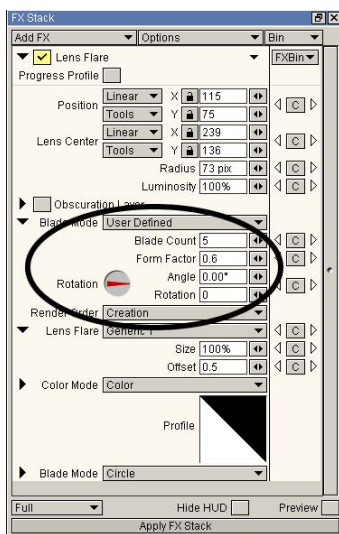 FX Stack
Add FX Options Bin
Lens Flare FXBin
Progress Profile
Position Linear X 115 C
Tools Y 75
Lens Center Linear X 239 C
Tools Y 136
Radius 73 pix C
Luminosity 100% C
Obscuration Layer
Blade Mode User Defined
Blade Count 5 C
Form Factor 0.6 C
Rotation Angle 0.00° C
Rotation 0
Render Order Creation
Lens Flare Generic 1 C
Size 100% C
Offset 0.5 C
Color Mode Color
Profile
Blade Mode Circle
Full Hide HUD Preview
Apply FX Stack